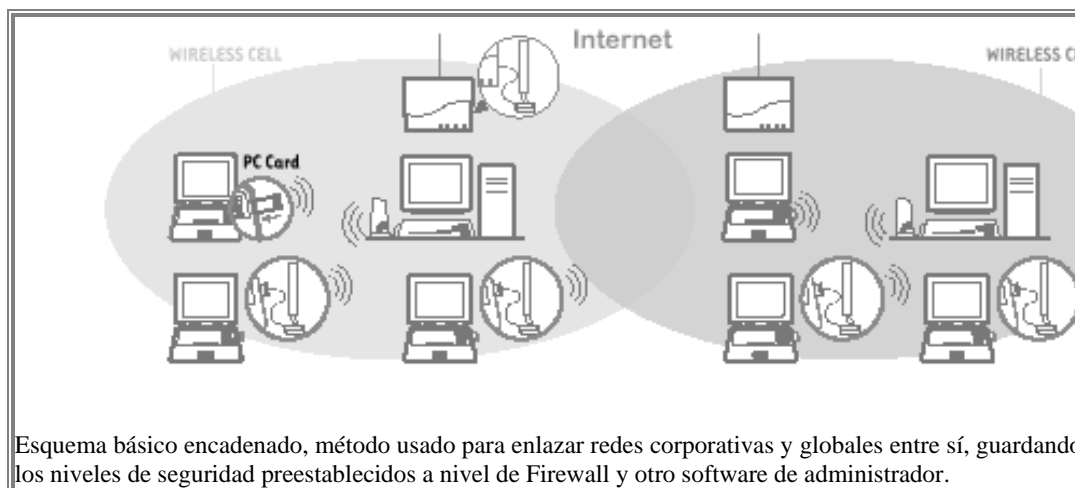 Internet
WIRELESS CELL
WIRELESS CE
PC Card
Esquema básico encadenado, método usado para enlazar redes corporativas y globales entre sí, guardando
los niveles de seguridad preestablecidos a nivel de Firewall y otro software de administrador.